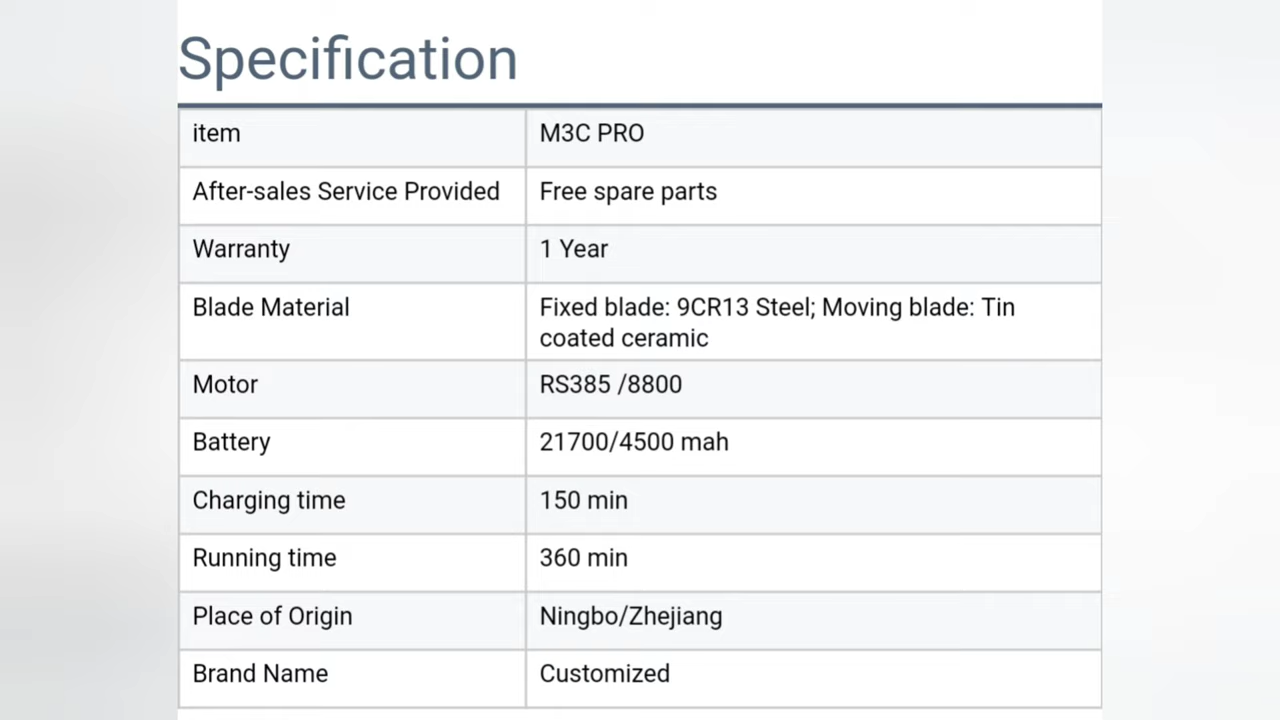 Specification
item M3C PRO
After-sales Service Provided Free spare parts
Warranty 1 Year
Blade Material Fixed blade: 9CR13 Steel; Moving blade: Tin
coated ceramic
Motor RS385 /8800
Battery 21700/4500 mah
Charging time 150 min
Running time 360 min
Place of Origin Ningbo/Zhejiang
Brand Name Customized